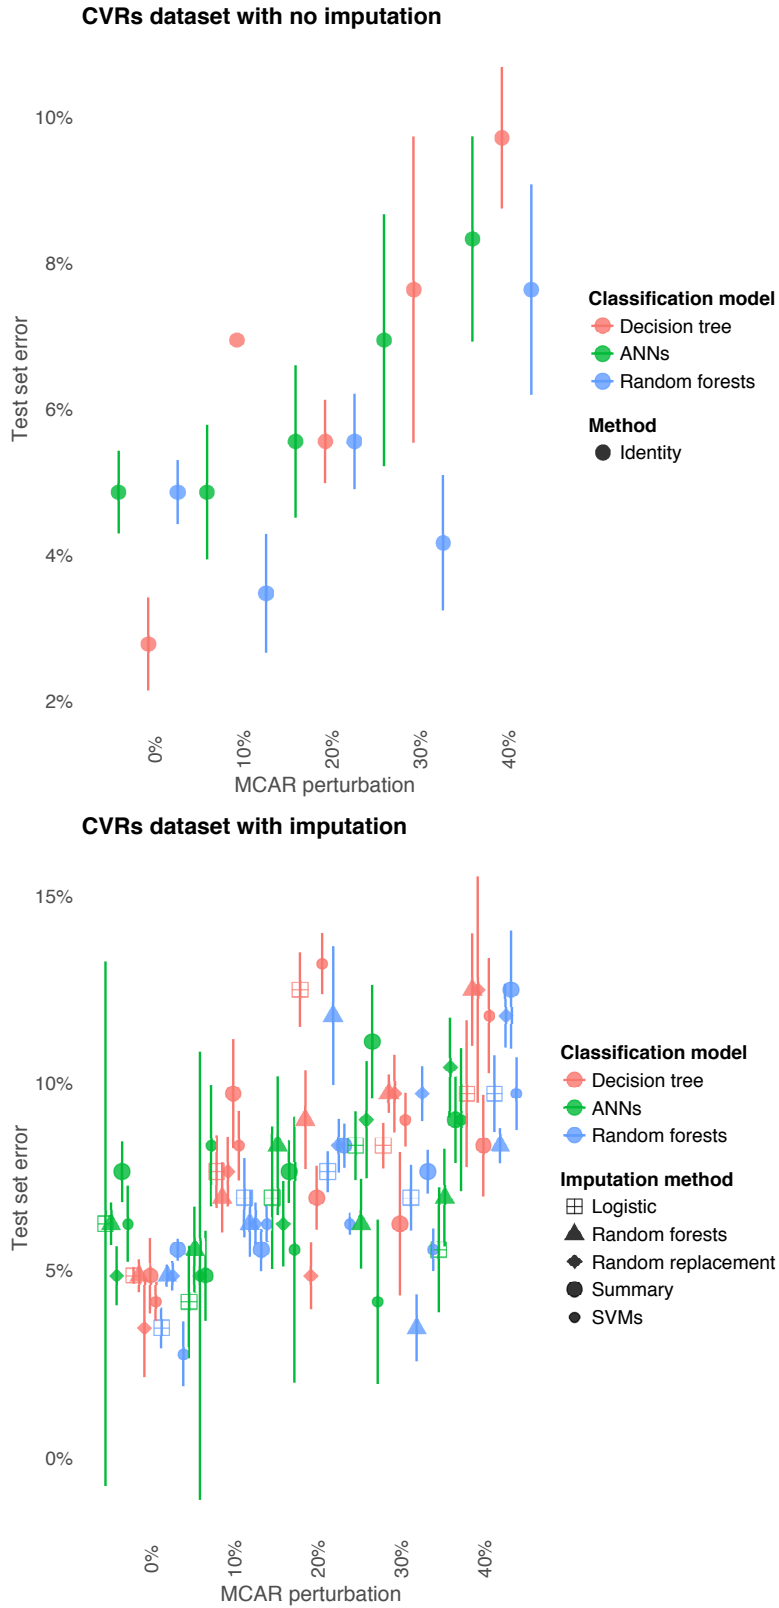 CVRs dataset with no imputation
10%
8%
6%
4%
2%
Test set error
0%
10%
20%
30%
40%
MCAR perturbation
Classification model
Decision tree
ANNs
Random forests
Method
Identity
CVRs dataset with imputation
15%
10%
5%
0%
Test set error
0%
10%
20%
30%
40%
MCAR perturbation
Classification model
Decision tree
ANNs
Random forests
Imputation method
Logistic
Random forests
Random replacement
Summary
SVMs